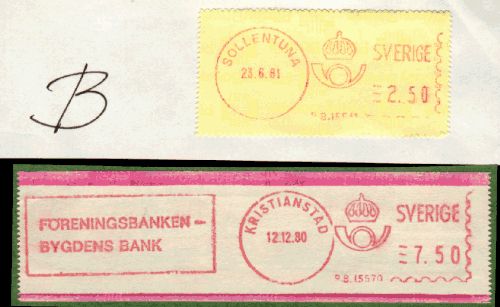 B
SOLLENTUNA
23.6.81
SVERIGE
2.50
FÖRENINGSBANKEN –
BYGDENS BANK
KRISTIANSTAD
12.12.80
SVERIGE
7.50
P.B.15570